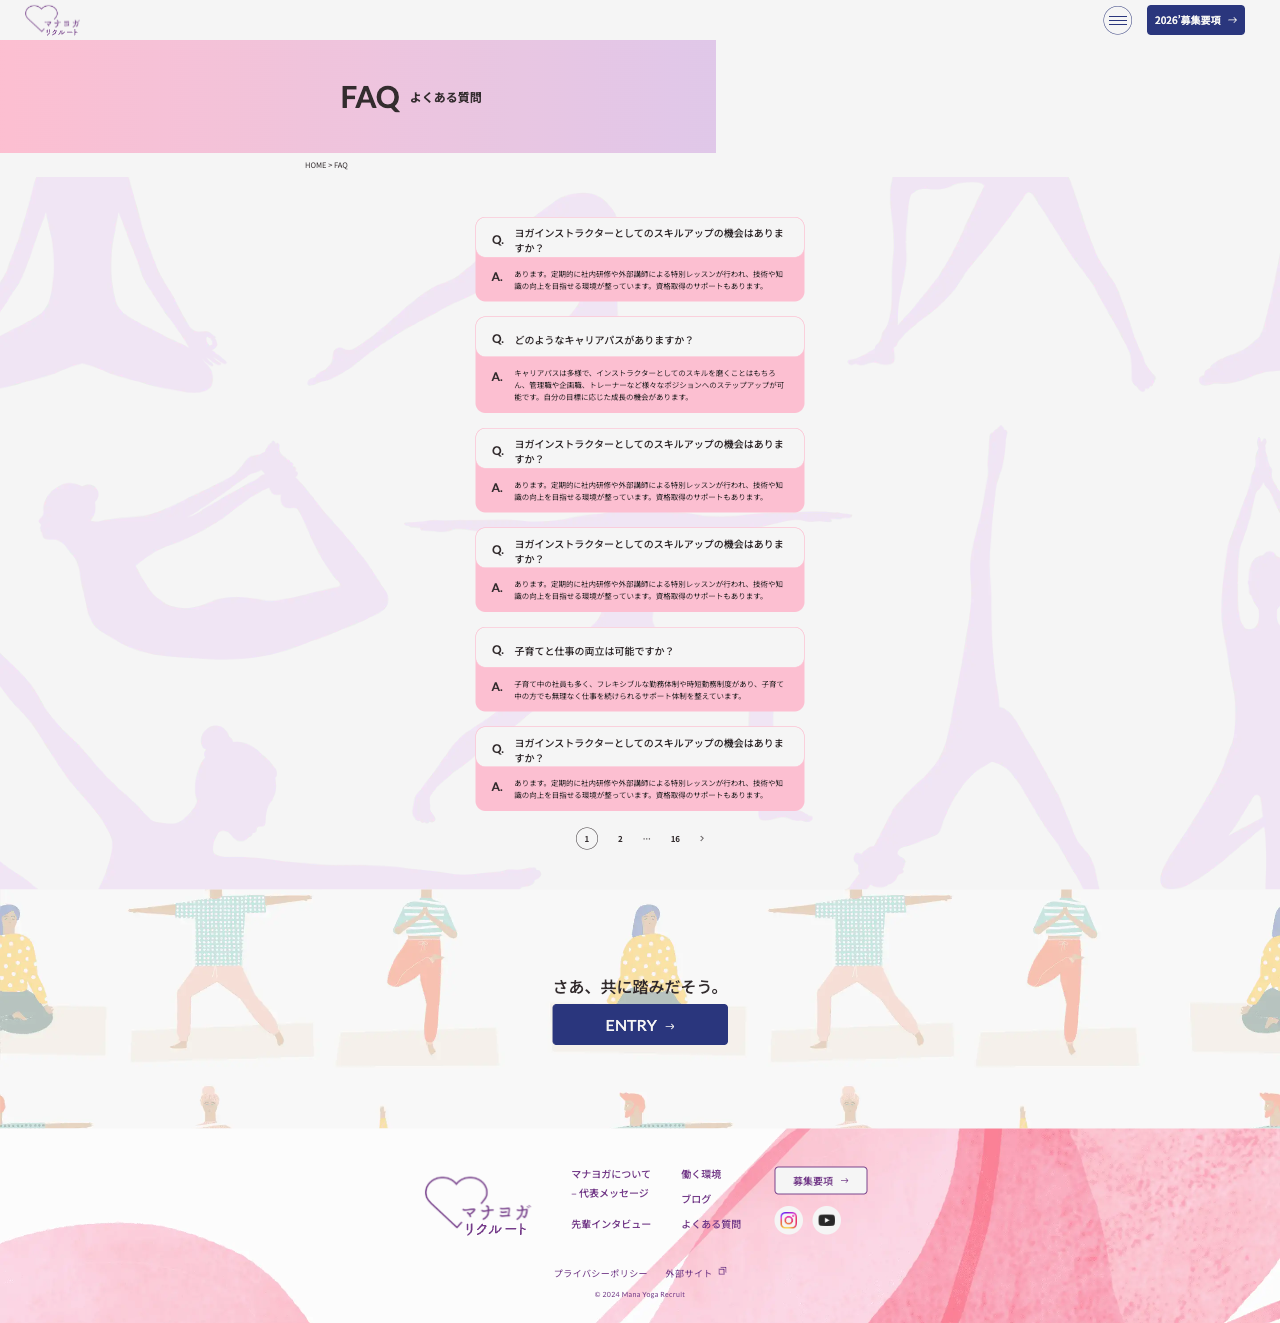 マナヨガ
リクルート
2026'募集要項 →
FAQ よくある質問
HOME > FAQ
Q. ヨガインストラクターとしてのスキルアップの機会はありま
すか？
A. あります。定期的に社内研修や外部講師による特別レッスンが行われ、技術や知
識の向上を目指せる環境が整っています。資格取得のサポートもあります。
Q. どのようなキャリアパスがありますか？
A. キャリアパスは多様で、インストラクターとしてのスキルを磨くことはもちろ
ん、管理職や企画職、トレーナーなど様々なポジションへのステップアップが可
能です。自分の目標に応じた成長の機会があります。
Q. ヨガインストラクターとしてのスキルアップの機会はありま
すか？
A. あります。定期的に社内研修や外部講師による特別レッスンが行われ、技術や知
識の向上を目指せる環境が整っています。資格取得のサポートもあります。
Q. ヨガインストラクターとしてのスキルアップの機会はありま
すか？
A. あります。定期的に社内研修や外部講師による特別レッスンが行われ、技術や知
識の向上を目指せる環境が整っています。資格取得のサポートもあります。
Q. 子育てと仕事の両立は可能ですか？
A. 子育て中の社員も多く、フレキシブルな勤務体制や時短勤務制度があり、子育て
中の方でも無理なく仕事を続けられるサポート体制を整えています。
Q. ヨガインストラクターとしてのスキルアップの機会はありま
すか？
A. あります。定期的に社内研修や外部講師による特別レッスンが行われ、技術や知
識の向上を目指せる環境が整っています。資格取得のサポートもあります。
1 2 … 16 >
さあ、共に踏みだそう。
ENTRY →
マナヨガ
リクルート
マナヨガについて
– 代表メッセージ
先輩インタビュー
働く環境
ブログ
よくある質問
募集要項 →
プライバシーポリシー 外部サイト
© 2024 Mana Yoga Recruit